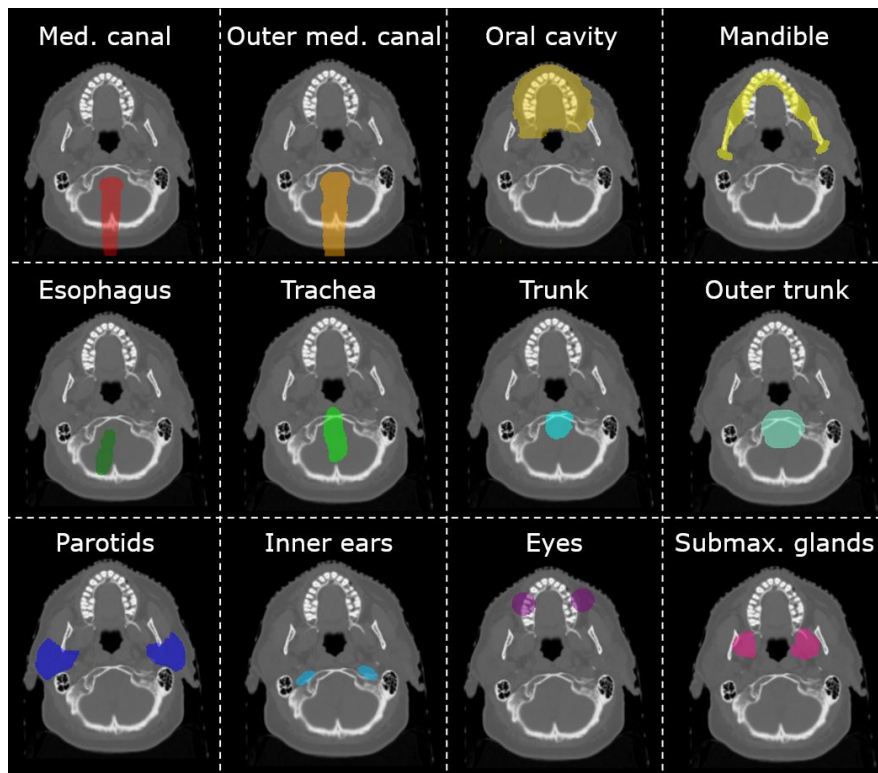 Med. canal
Outer med. canal
Oral cavity
Mandible
Esophagus
Trachea
Trunk
Outer trunk
Parotids
Inner ears
Eyes
Submax. glands